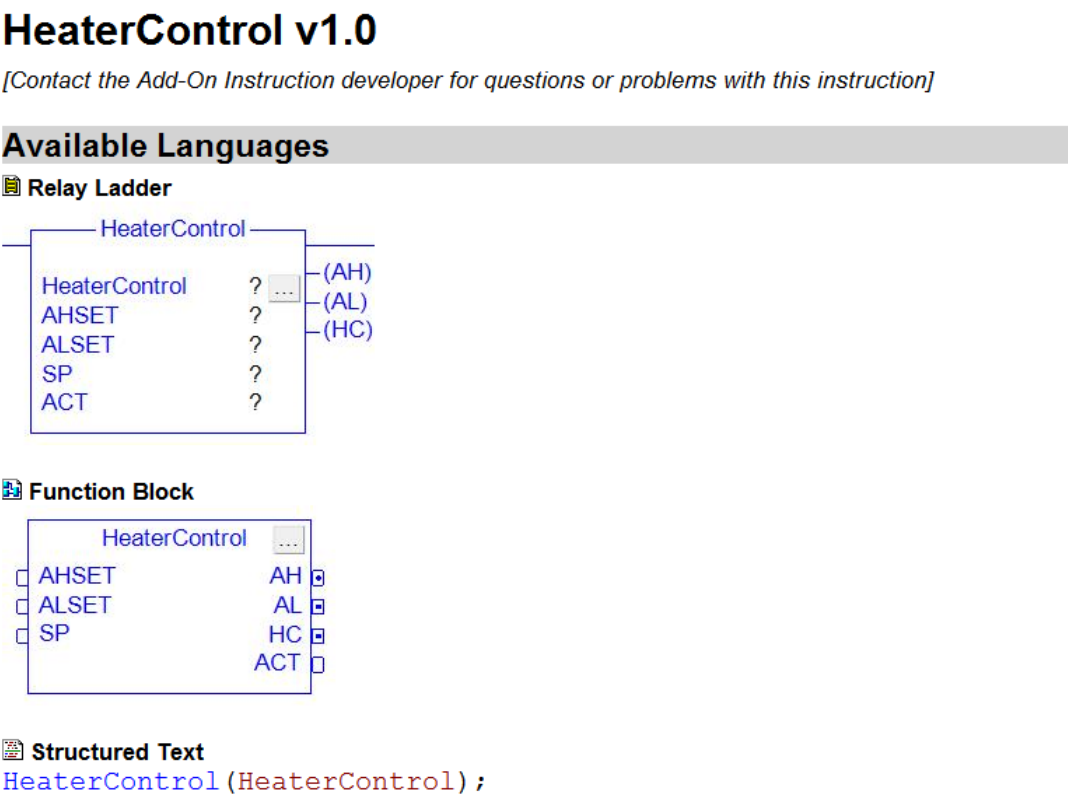 HeaterControl v1.0
[Contact the Add-On Instruction developer for questions or problems with this instruction]
Available Languages
Relay Ladder
HeaterControl
HeaterControl ? ...
AHSET ?
ALSET ?
SP ?
ACT ?
(AH)
(AL)
(HC)
Function Block
HeaterControl ...
AHSET AH
ALSET AL
SP HC
ACT
Structured Text
HeaterControl(HeaterControl);